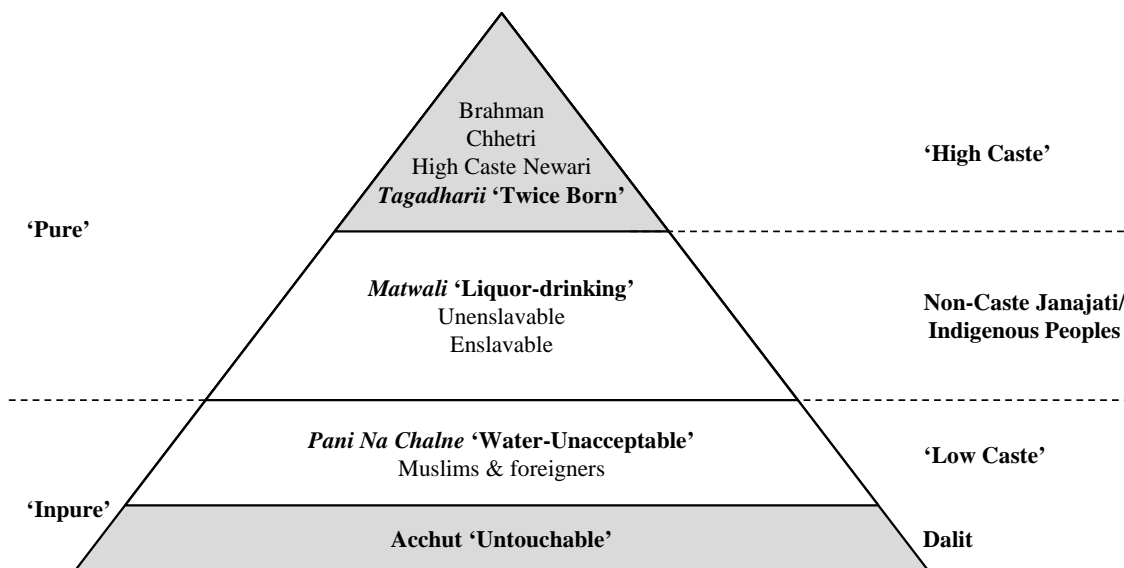 Brahman
Chhetri
High Caste Newari
Tagadharii ‘Twice Born’
‘High Caste’
‘Pure’
Matwali ‘Liquor-drinking’
Unenslavable
Enslavable
Non-Caste Janajati/
Indigenous Peoples
Pani Na Chalne ‘Water-Unacceptable’
Muslims & foreigners
‘Low Caste’
‘Inpure’
Acchut ‘Untouchable’
Dalit